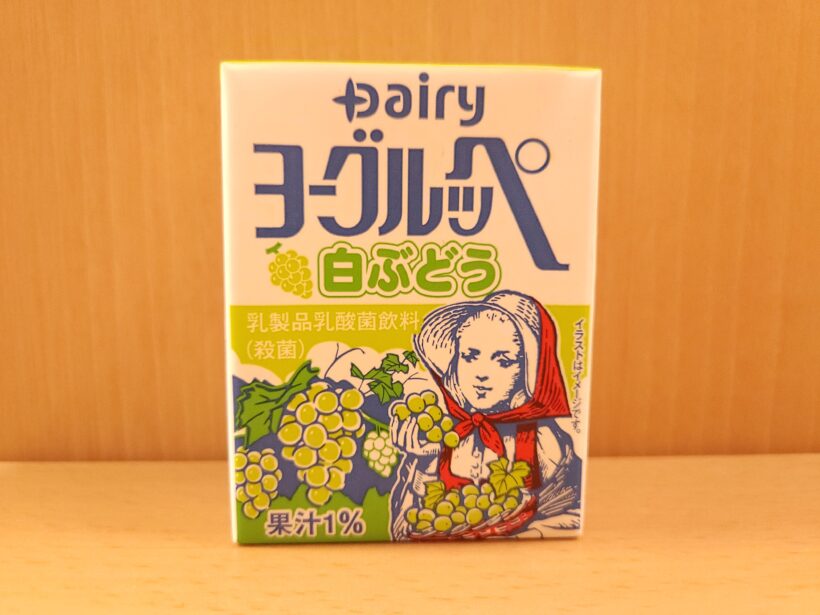 Dairy
ヨーグルッペ
白ぶどう
乳製品乳酸菌飲料
(殺菌)
イラストはイメージです。
果汁1%